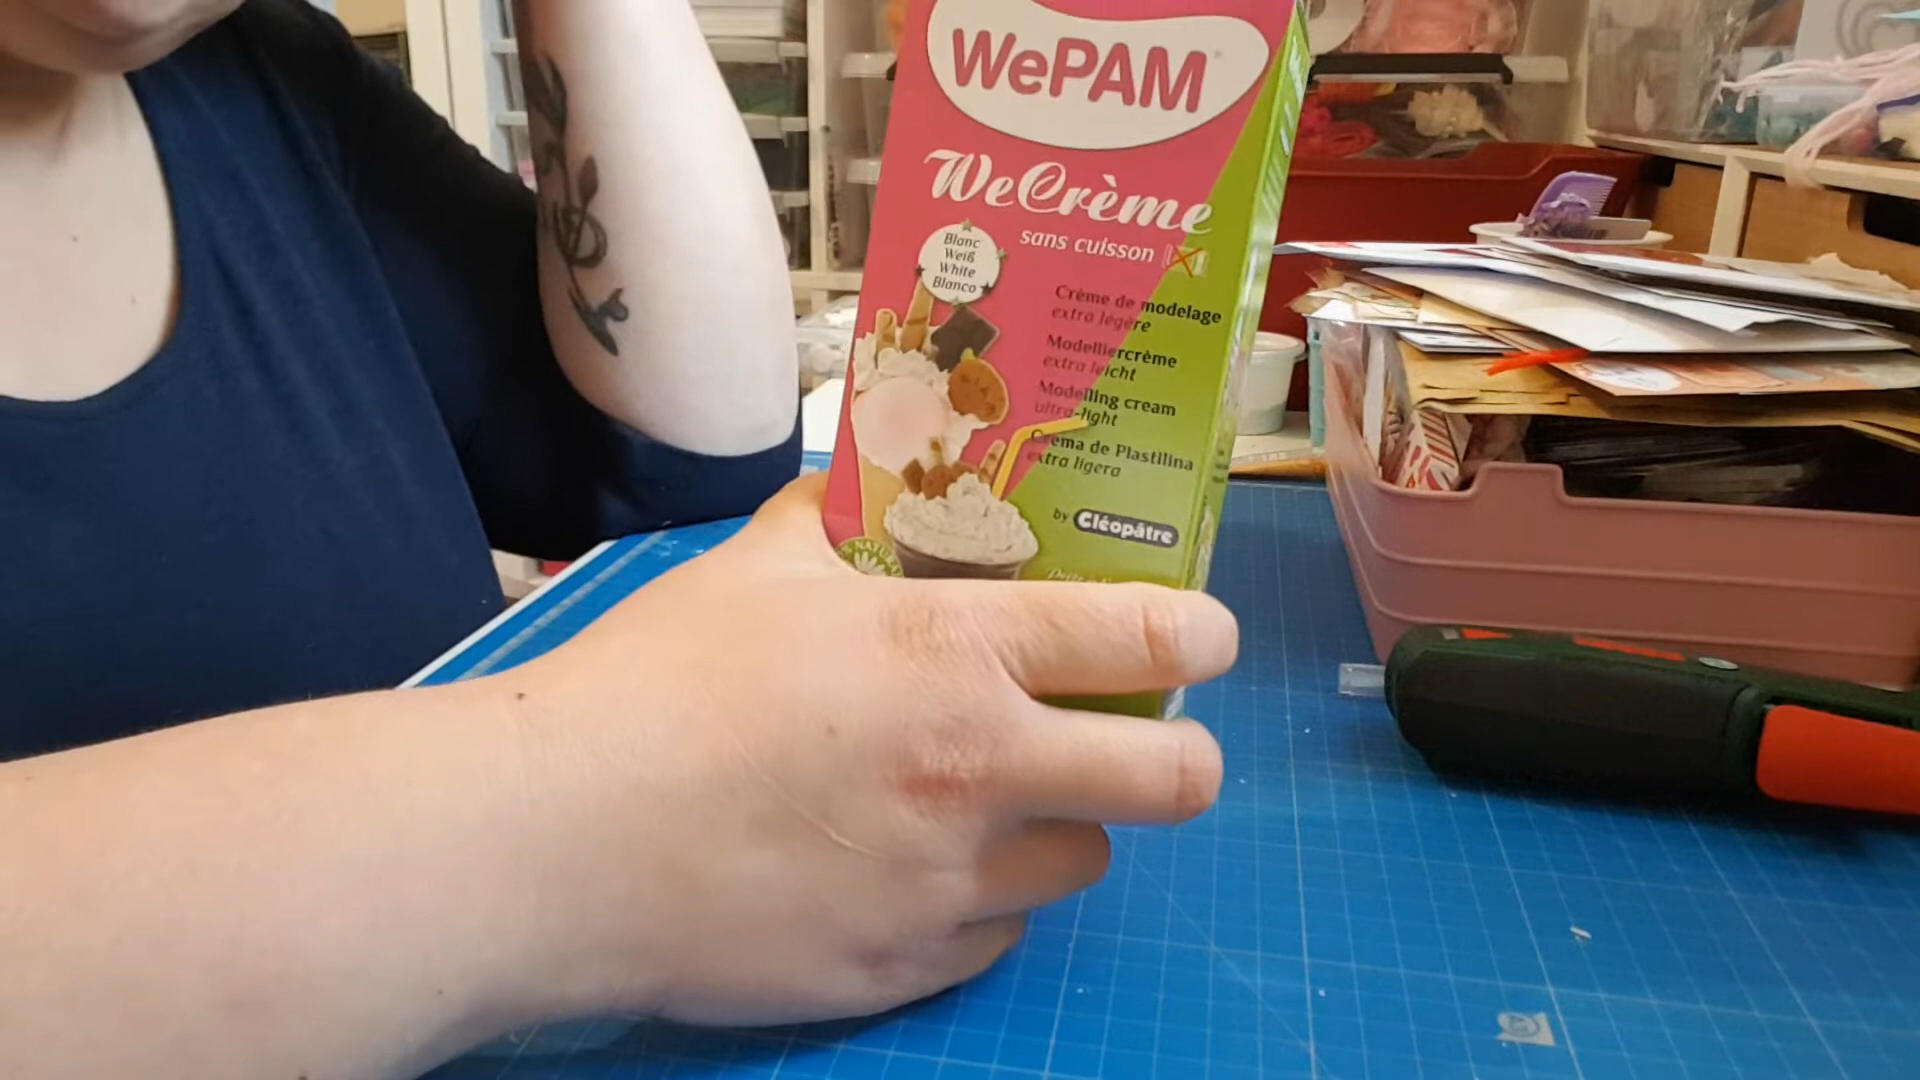 WePAM
WeCrème
sans cuisson
Blanc
Weiß
White
Blanco
Crème de modelage
extra légère
Modelliercrème
extra leicht
Modelling cream
ultra-light
Crema de Plastilina
extra ligera
by Cléopâtre